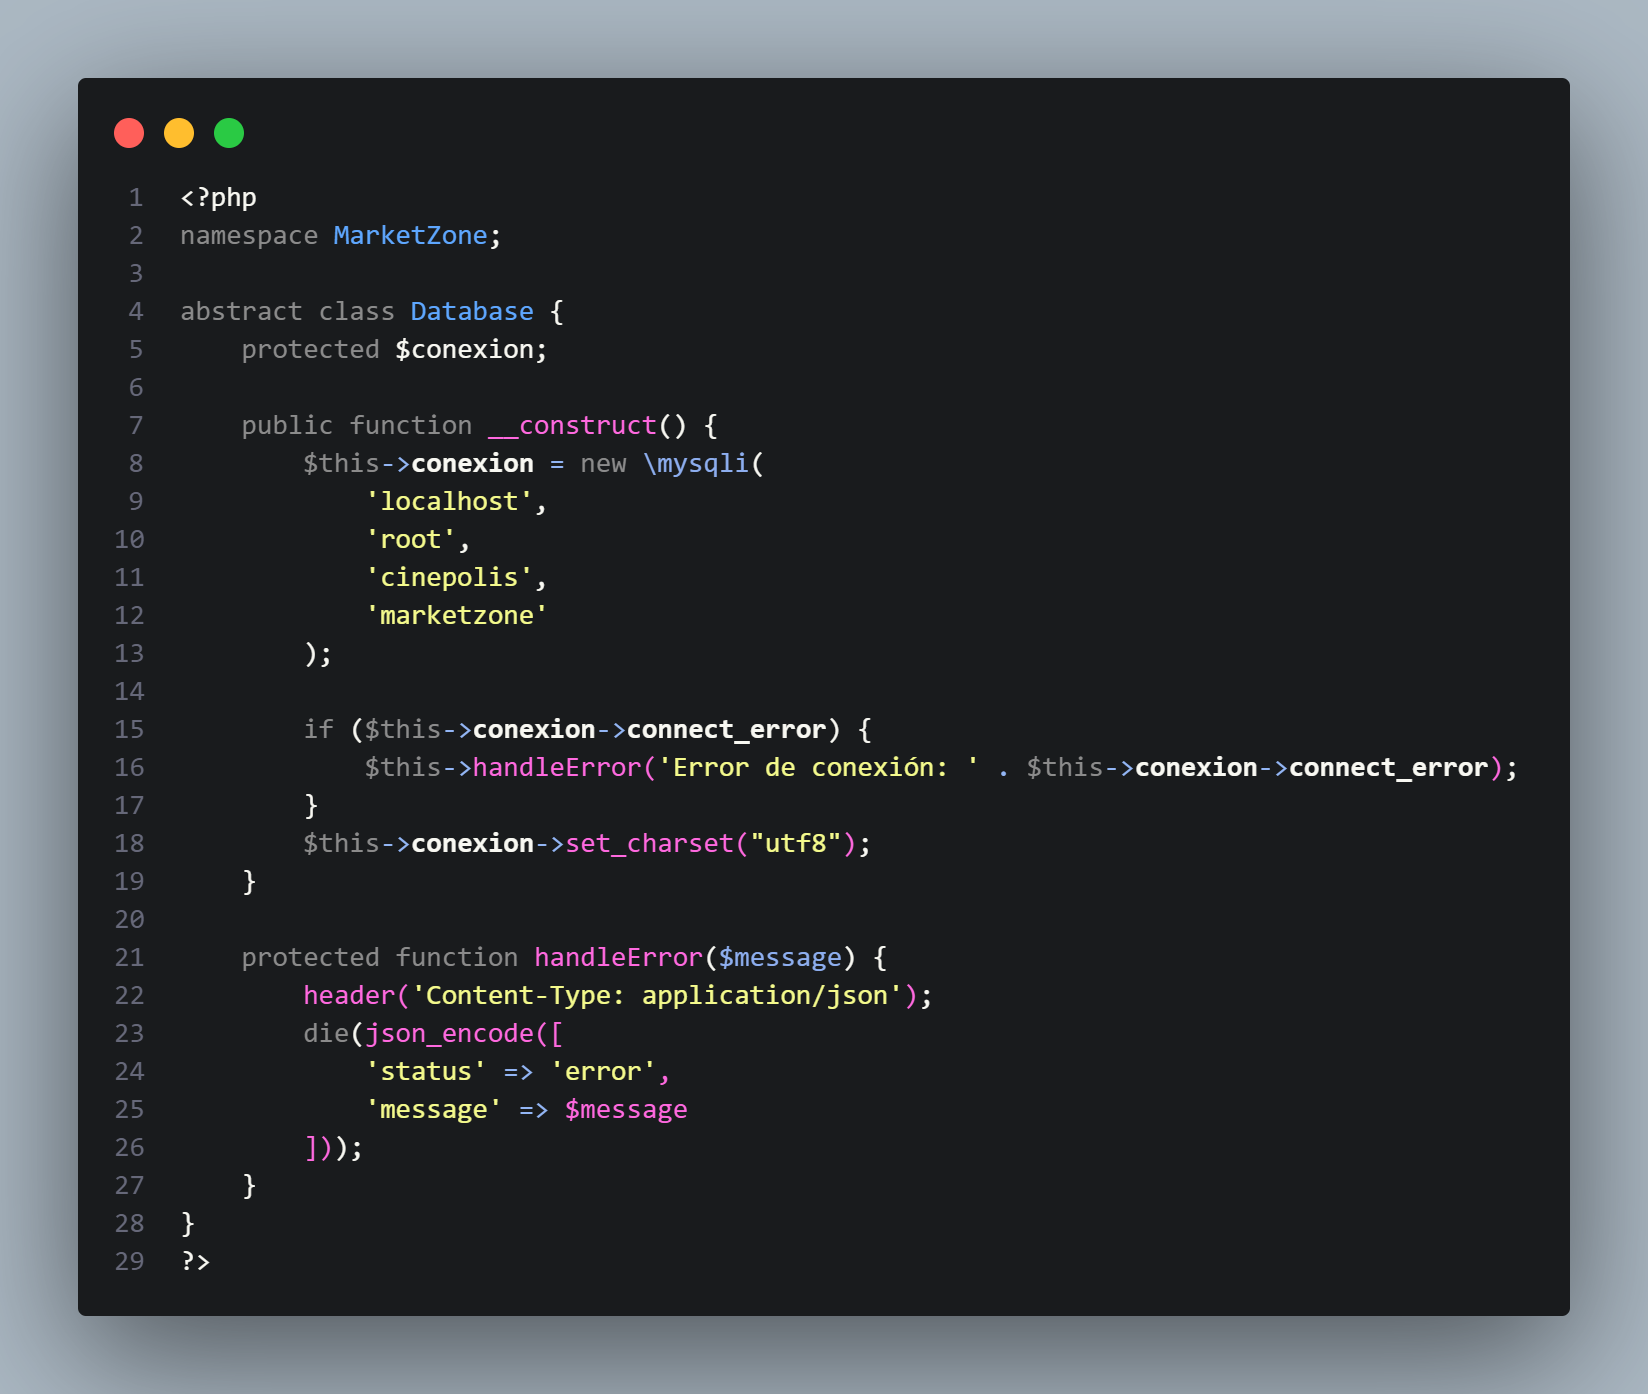 1 <?php
2 namespace MarketZone;
3
4 abstract class Database {
5     protected $conexion;
6
7     public function __construct() {
8         $this->conexion = new \mysqli(
9             'localhost',
10             'root',
11             'cinepolis',
12             'marketzone'
13         );
14
15         if ($this->conexion->connect_error) {
16             $this->handleError('Error de conexión: ' . $this->conexion->connect_error);
17         }
18         $this->conexion->set_charset("utf8");
19     }
20
21     protected function handleError($message) {
22         header('Content-Type: application/json');
23         die(json_encode([
24             'status' => 'error',
25             'message' => $message
26         ]));
27     }
28 }
29 ?>